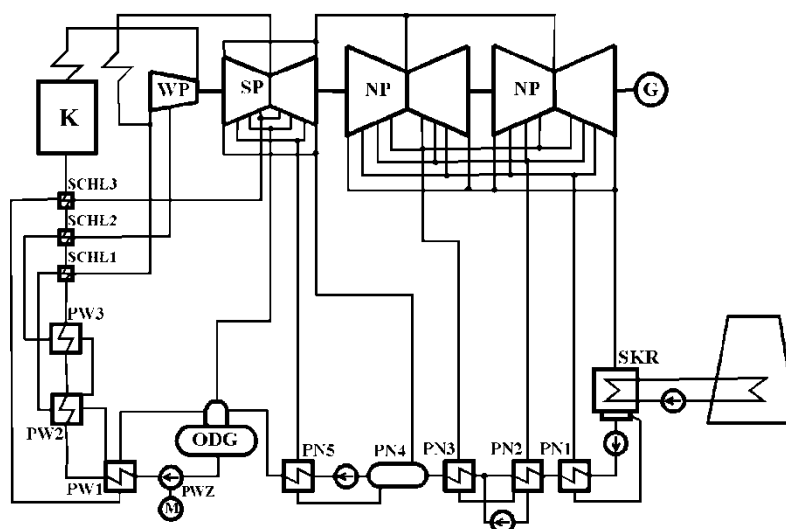 WP
SP
NP
NP
G
K
SCHL3
SCHL2
SCHL1
PW3
SKR
PW2
ODG
PN5
PN4
PN3
PN2
PN1
PW1
PWZ
M